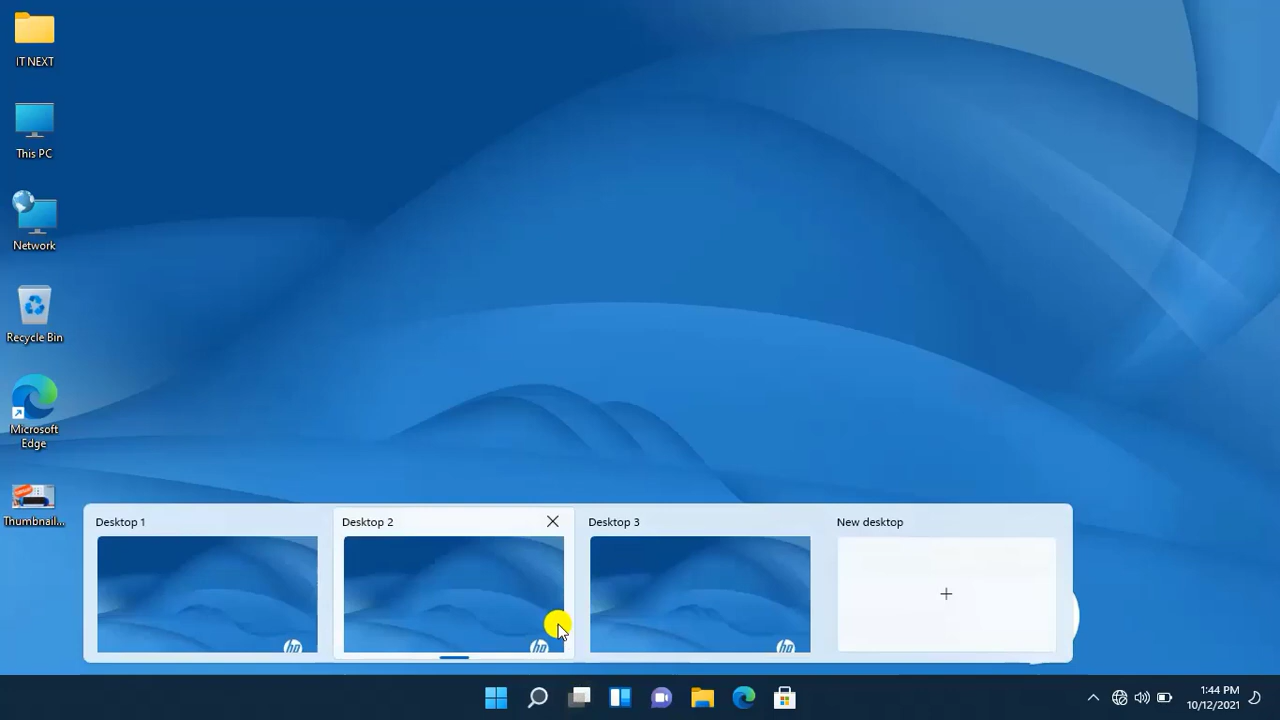 IT NEXT
This PC
Network
Recycle Bin
Microsoft
Edge
Thumbnail...
Desktop 1
Desktop 2
Desktop 3
New desktop
hp
hp
hp
1:44 PM
10/12/2021